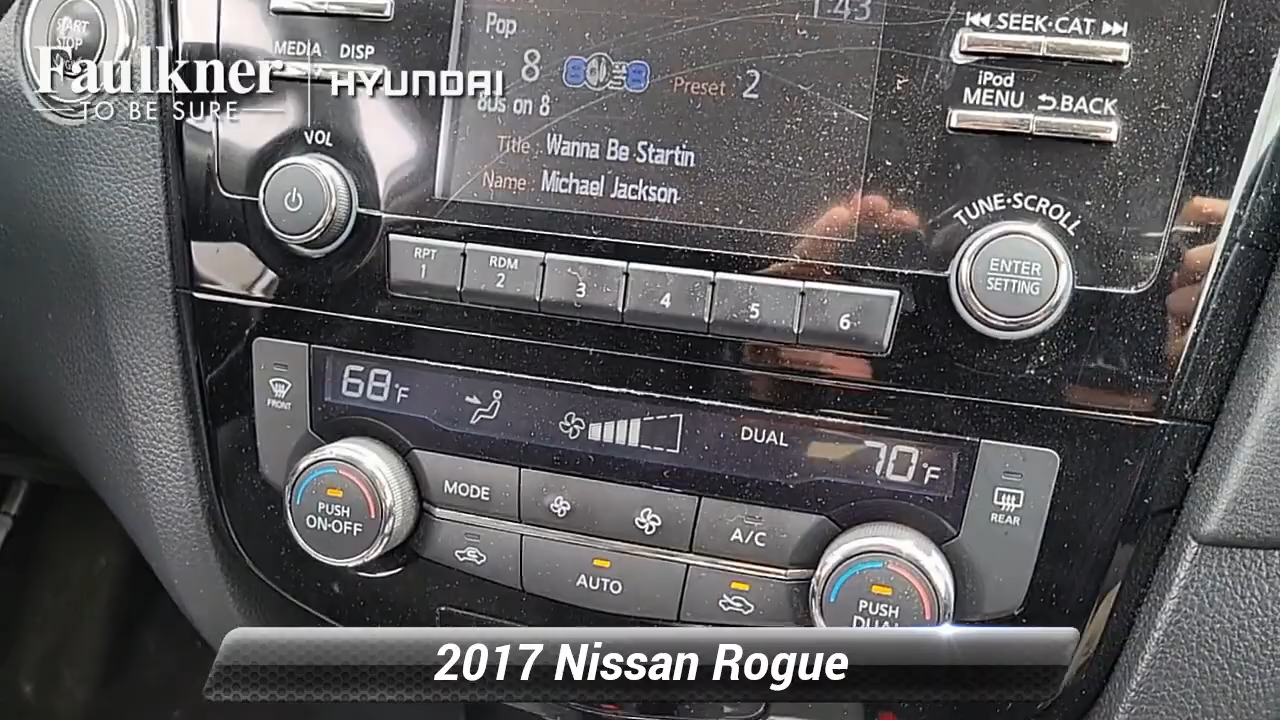 START
STOP
Faulkner
HYUNDAI
TO BE SURE
MEDIA DISP
VOL
Pop
1:43
8
80s on 8
Preset : 2
Title : Wanna Be Startin
Name : Michael Jackson
SEEK·CAT
iPod
MENU BACK
TUNE·SCROLL
ENTER
SETTING
RPT
1
RDM
2
3
4
5
6
FRONT
68°F
DUAL
70°F
REAR
PUSH
ON·OFF
MODE
A/C
AUTO
PUSH
DUAL
2017 Nissan Rogue